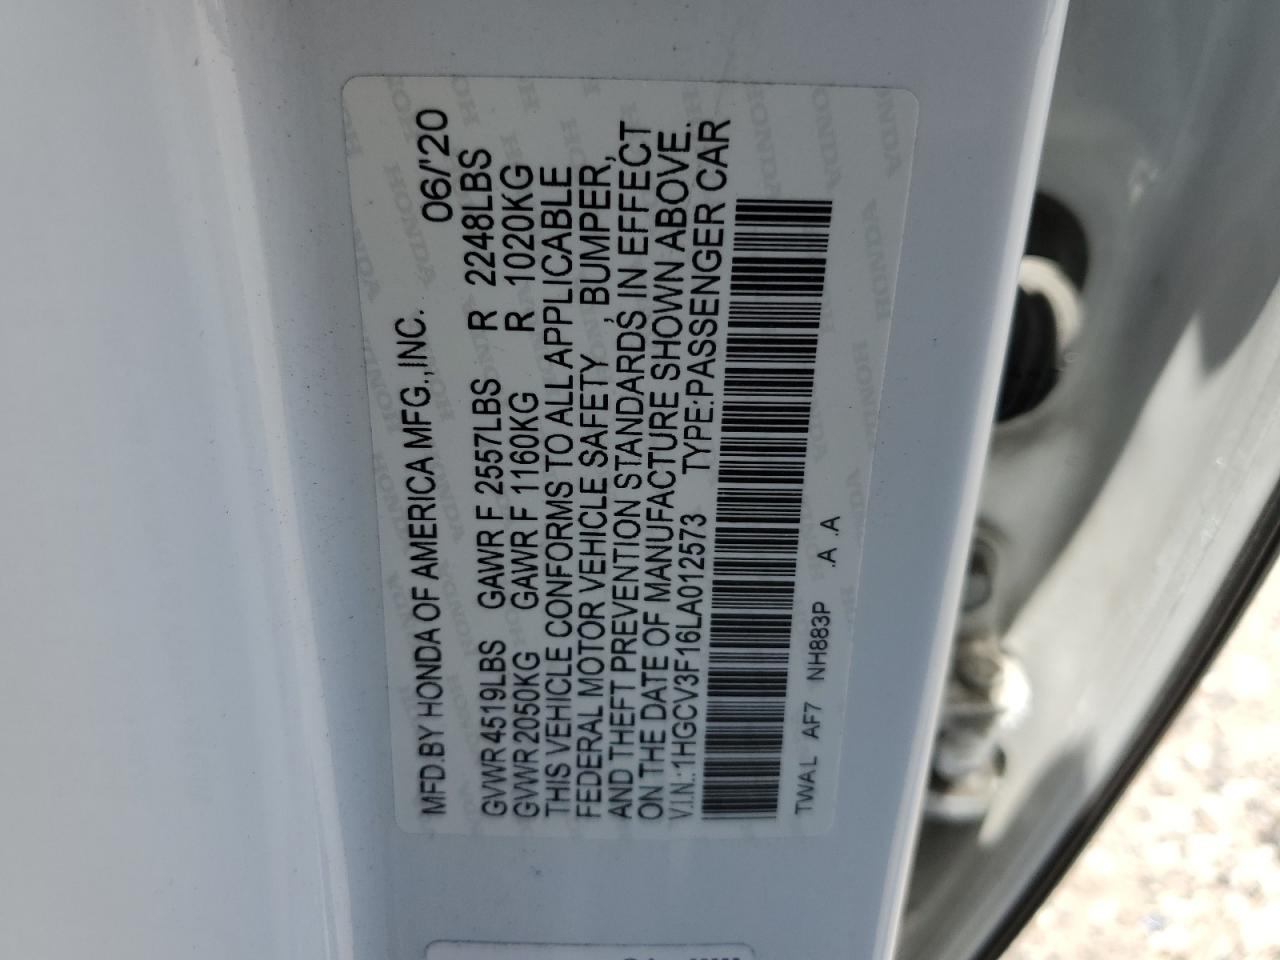 MFD.BY HONDA OF AMERICA MFG.,INC. 06/'20
GVWR 4519LBS GAWR F 2557LBS R 2248LBS
GVWR 2050KG GAWR F 1160KG R 1020KG
THIS VEHICLE CONFORMS TO ALL APPLICABLE
FEDERAL MOTOR VEHICLE SAFETY , BUMPER,
AND THEFT PREVENTION STANDARDS IN EFFECT
ON THE DATE OF MANUFACTURE SHOWN ABOVE.
V.I.N.:1HGCV3F16LA012573 TYPE:PASSENGER CAR
TWAL AF7 NH883P .A .A